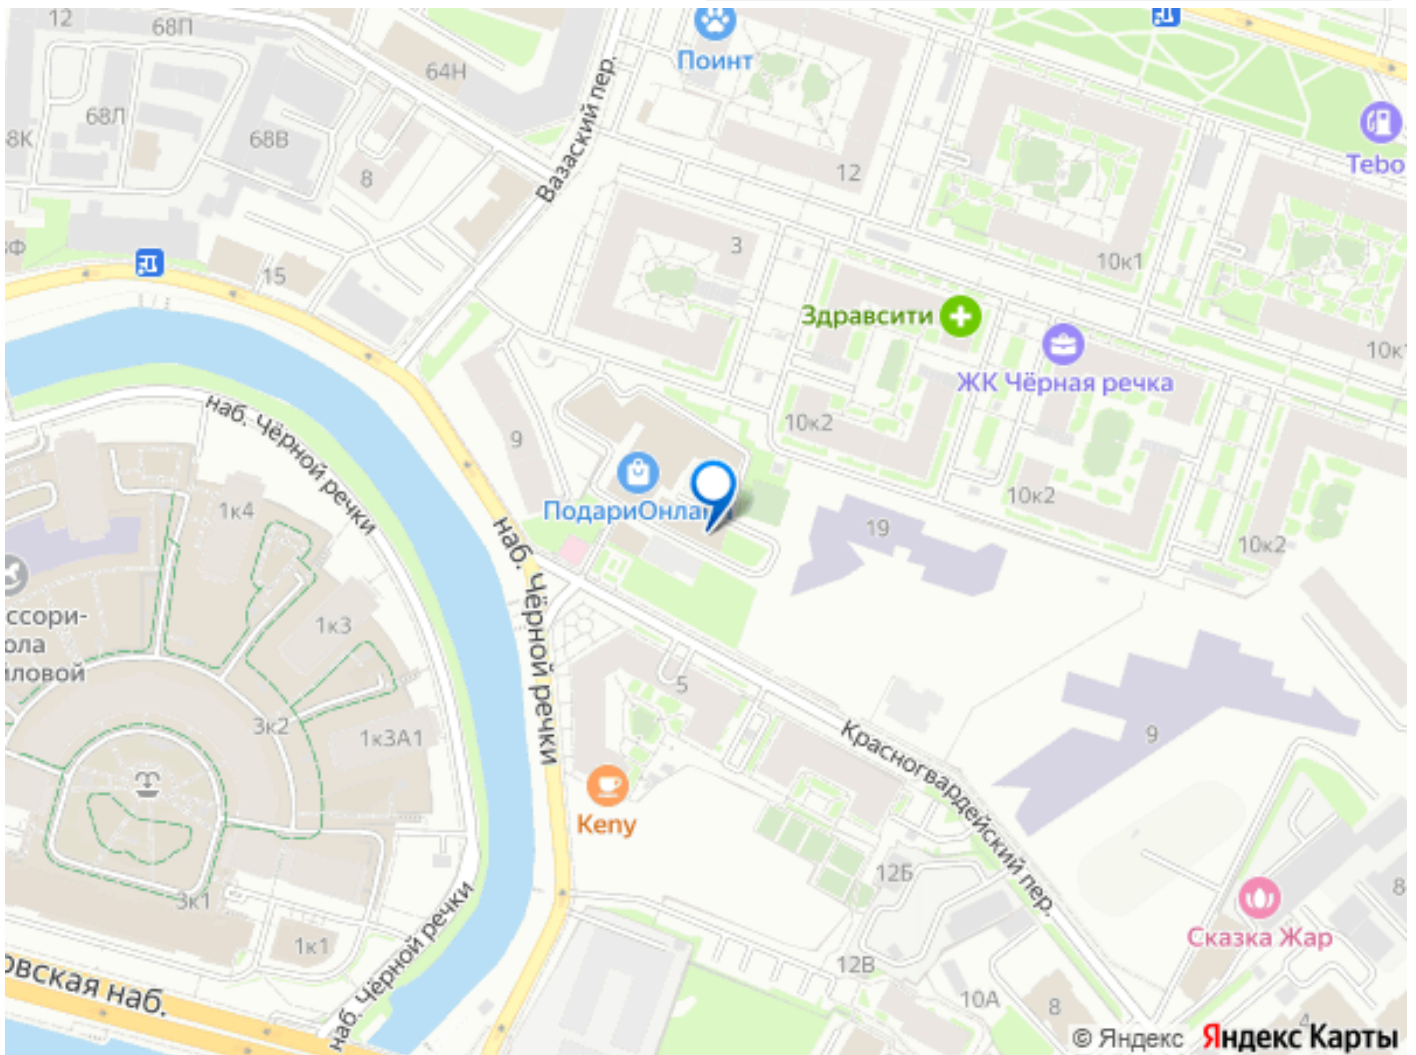 12
68П
Поинт
64Н
68Л
8К
68В
Вазаский пер.
8
12
Tebo
3
10к1
Ф
15
Здравсити
10к
ЖК Чёрная речка
наб. Чёрной речки
9
10к2
ПодариОнла
10к2
1к4
19
10к2
наб. Чёрной речки
ссори-
ола
иловой
1к3
5
3к2
1к3А1
Красногвардейский пер.
9
Keny
12Б
8
3к1
Сказка Жар
1к1
наб. Чёрной речки
12В
овская наб.
10А
8
4
© Яндекс Яндекс Карты